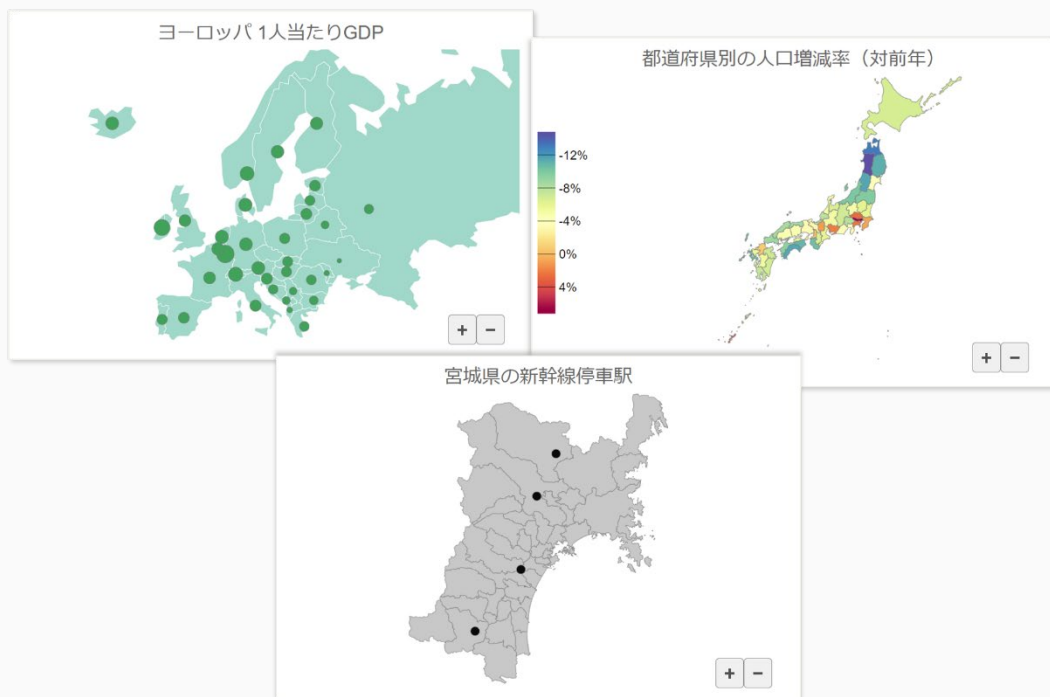 ヨーロッパ 1人当たりGDP
+ −
都道府県別の人口増減率（対前年）
-12%
-8%
-4%
0%
4%
+ −
宮城県の新幹線停車駅
+ −